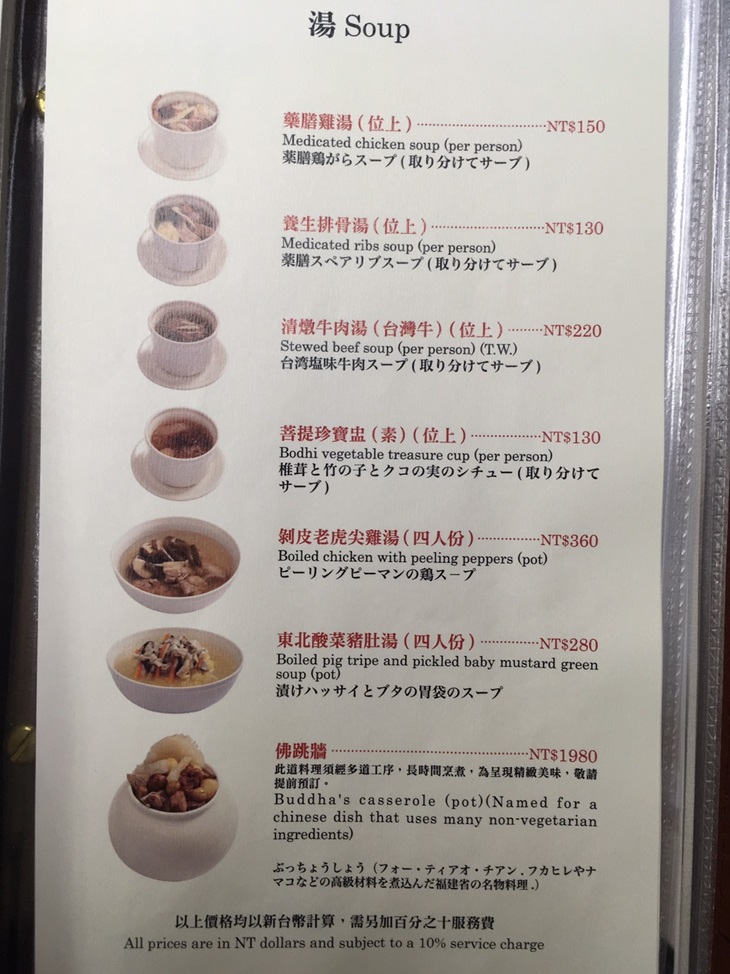 湯 Soup
藥膳雞湯(位上)································NT$150
Medicated chicken soup (per person)
薬膳鶏がらスープ(取り分けてサーブ)
養生排骨湯(位上)····························NT$130
Medicated ribs soup (per person)
薬膳スペアリブスープ(取り分けてサーブ)
清燉牛肉湯(台灣牛)(位上)········NT$220
Stewed beef soup (per person) (T.W.)
台湾塩味牛肉スープ(取り分けてサーブ)
菩提珍寶盅(素)(位上)·················NT$130
Bodhi vegetable treasure cup (per person)
椎茸と竹の子とクコの実のシチュー(取り分けて
サーブ)
剝皮老虎尖雞湯(四人份)···············NT$360
Boiled chicken with peeling peppers (pot)
ピーリングピーマンの鶏スープ
東北酸菜豬肚湯(四人份)··············NT$280
Boiled pig tripe and pickled baby mustard green
soup (pot)
漬けハッサイとブタの胃袋のスープ
佛跳牆················································NT$1980
此道料理須經多道工序，長時間烹煮，為呈現精緻美味，敬請
提前預訂。
Buddha's casserole (pot)(Named for a
chinese dish that uses many non-vegetarian
ingredients)
ぶっちょうしょう（フォー・ティアオ・チアン．フカヒレやナ
マコなどの高級材料を煮込んだ福建省の名物料理．）
以上價格均以新台幣計算，需另加百分之十服務費
All prices are in NT dollars and subject to a 10% service charge